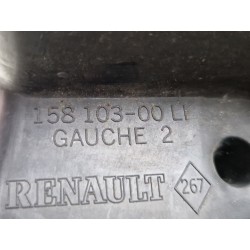 158 103-00 LI
GAUCHE 2
RENAULT 267